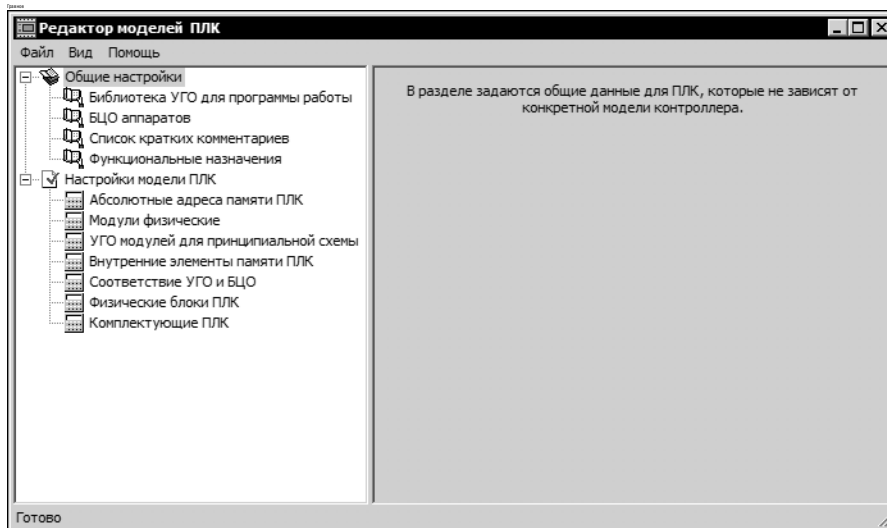 Редактор моделей ПЛК
Файл Вид Помощь
Общие настройки
Библиотека УГО для программы работы
БЦО аппаратов
Список кратких комментариев
Функциональные назначения
Настройки модели ПЛК
Абсолютные адреса памяти ПЛК
Модули физические
УГО модулей для принципиальной схемы
Внутренние элементы памяти ПЛК
Соответствие УГО и БЦО
Физические блоки ПЛК
Комплектующие ПЛК
В разделе задаются общие данные для ПЛК, которые не зависят от
конкретной модели контроллера.
Готово